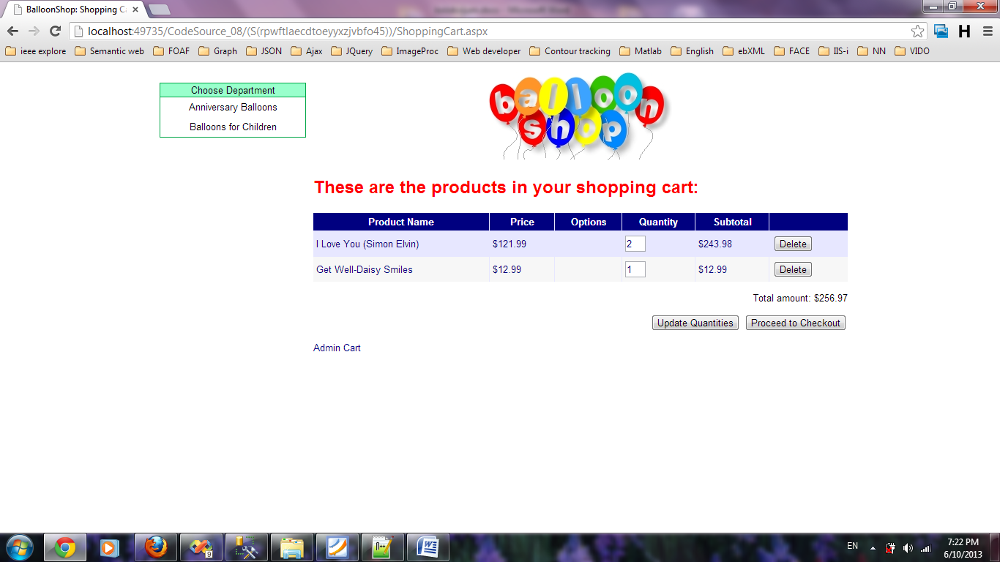 BalloonShop: Shopping Ca
localhost:49735/CodeSource_08/(S(rpwftlaecdtoeyyxzjvbfo45))/ShoppingCart.aspx
H
ieee explore Semantic web FOAF Graph JSON Ajax JQuery ImageProc Web developer Contour tracking Matlab English ebXML FACE IIS-i NN VIDO
Choose Department
Anniversary Balloons
Balloons for Children
balloon
shop
These are the products in your shopping cart:
Product Name Price Options Quantity Subtotal
I Love You (Simon Elvin) $121.99 2 $243.98 Delete
Get Well-Daisy Smiles $12.99 1 $12.99 Delete
Total amount: $256.97
Update Quantities Proceed to Checkout
Admin Cart
9
n++
W
EN
7:22 PM
6/10/2013